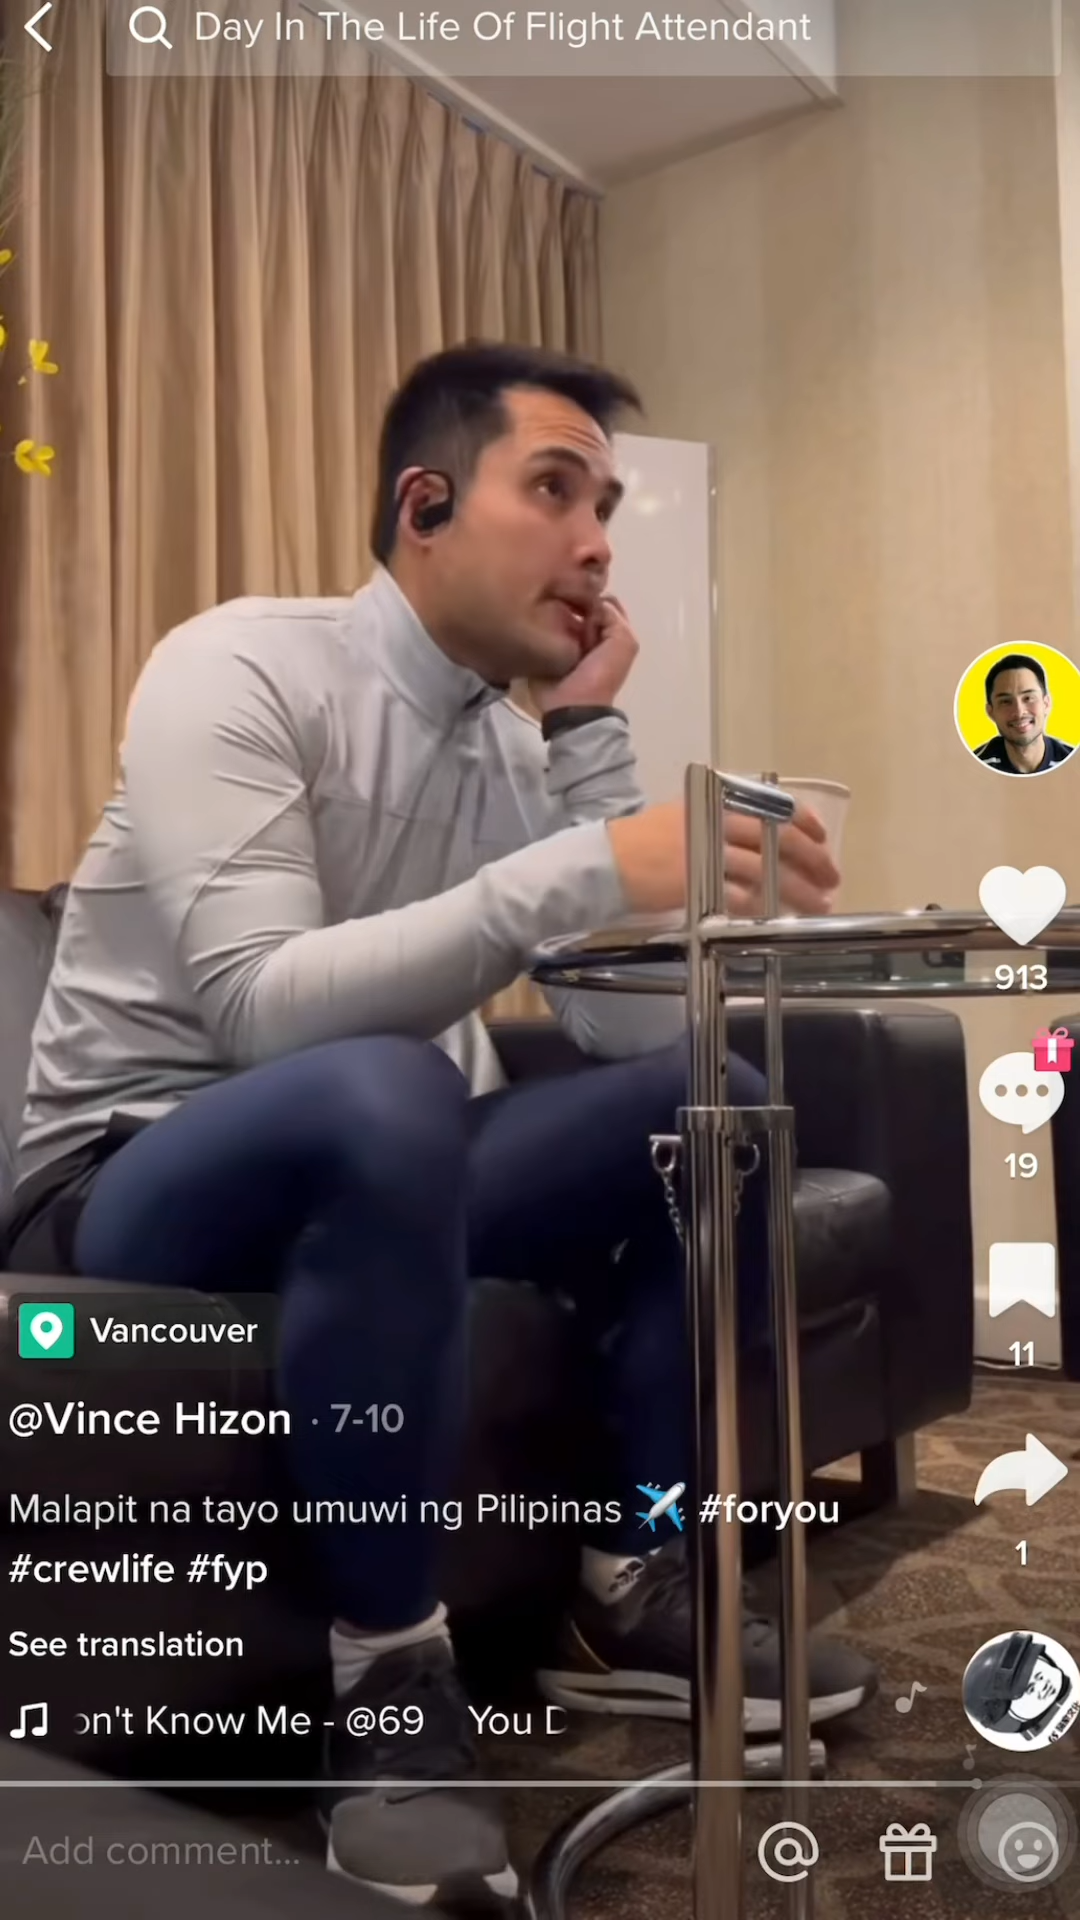 Day In The Life Of Flight Attendant
913
19
11
1
Vancouver
@Vince Hizon · 7-10
Malapit na tayo umuwi ng Pilipinas ✈️ #foryou
#crewlife #fyp
See translation
on't Know Me - @69 You D
Add comment...